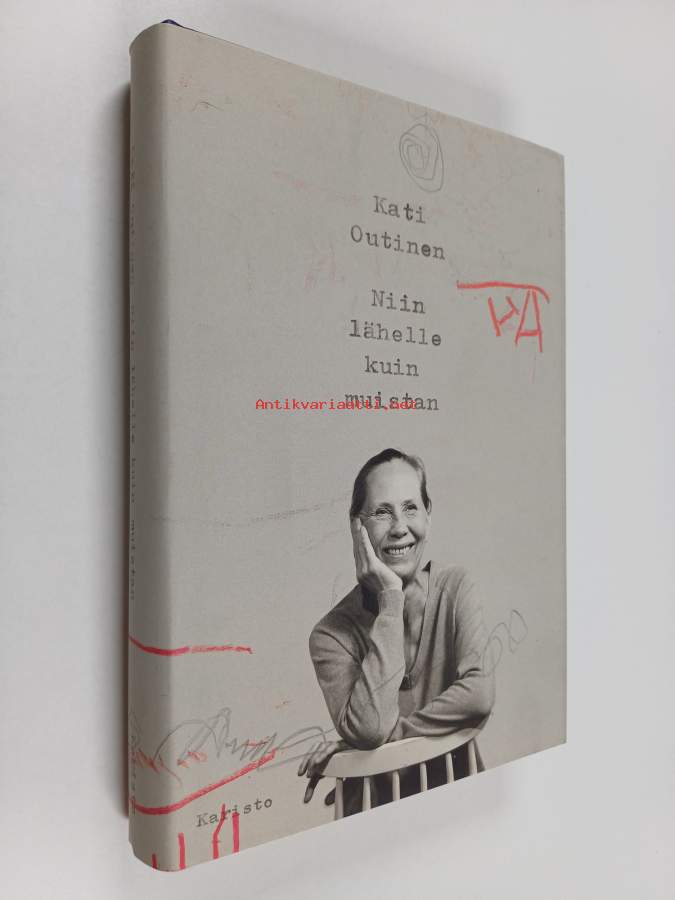 Kati
Outinen
Niin
lähelle
kuin
muistan
Antikvariaatti.net
Karisto